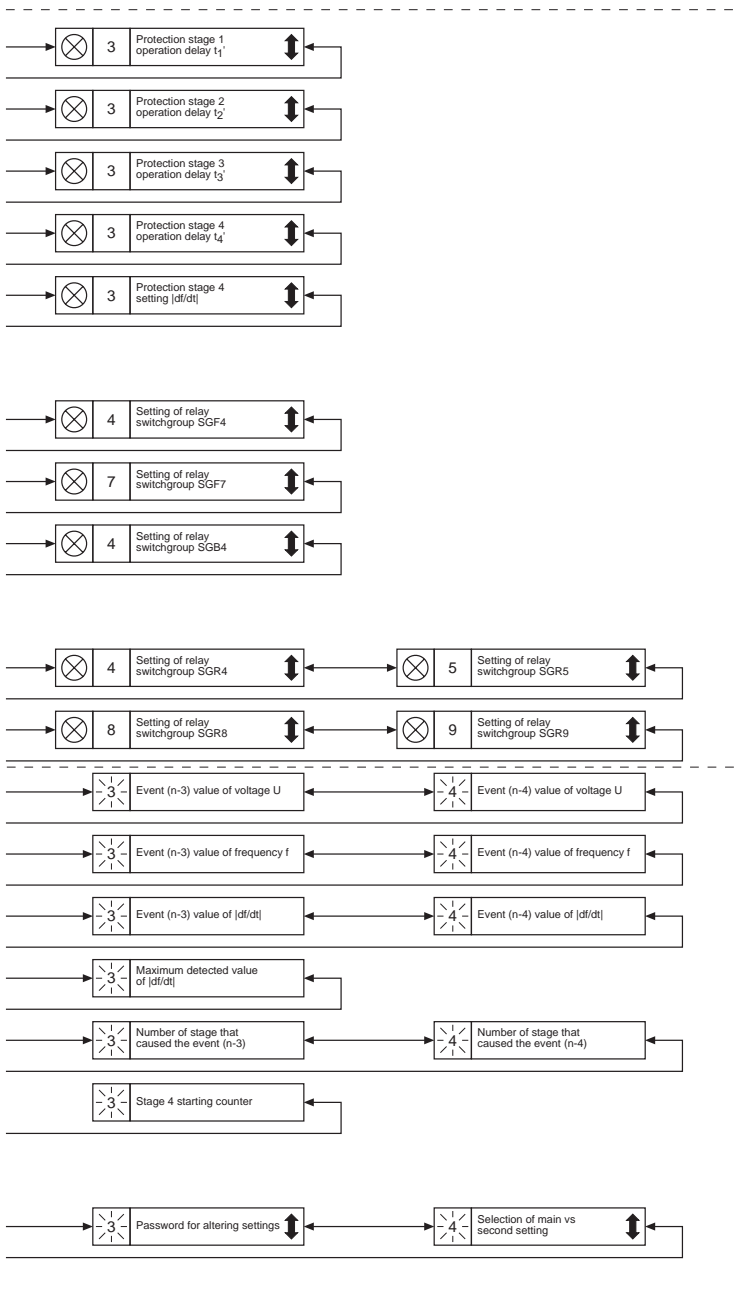 3 Protection stage 1
operation delay t1'
3 Protection stage 2
operation delay t2'
3 Protection stage 3
operation delay t3'
3 Protection stage 4
operation delay t4'
3 Protection stage 4
setting |df/dt|
4 Setting of relay
switchgroup SGF4
7 Setting of relay
switchgroup SGF7
4 Setting of relay
switchgroup SGB4
4 Setting of relay
switchgroup SGR4
5 Setting of relay
switchgroup SGR5
8 Setting of relay
switchgroup SGR8
9 Setting of relay
switchgroup SGR9
3 Event (n-3) value of voltage U
4 Event (n-4) value of voltage U
3 Event (n-3) value of frequency f
4 Event (n-4) value of frequency f
3 Event (n-3) value of |df/dt|
4 Event (n-4) value of |df/dt|
3 Maximum detected value
of |df/dt|
3 Number of stage that
caused the event (n-3)
4 Number of stage that
caused the event (n-4)
3 Stage 4 starting counter
3 Password for altering settings
4 Selection of main vs
second setting